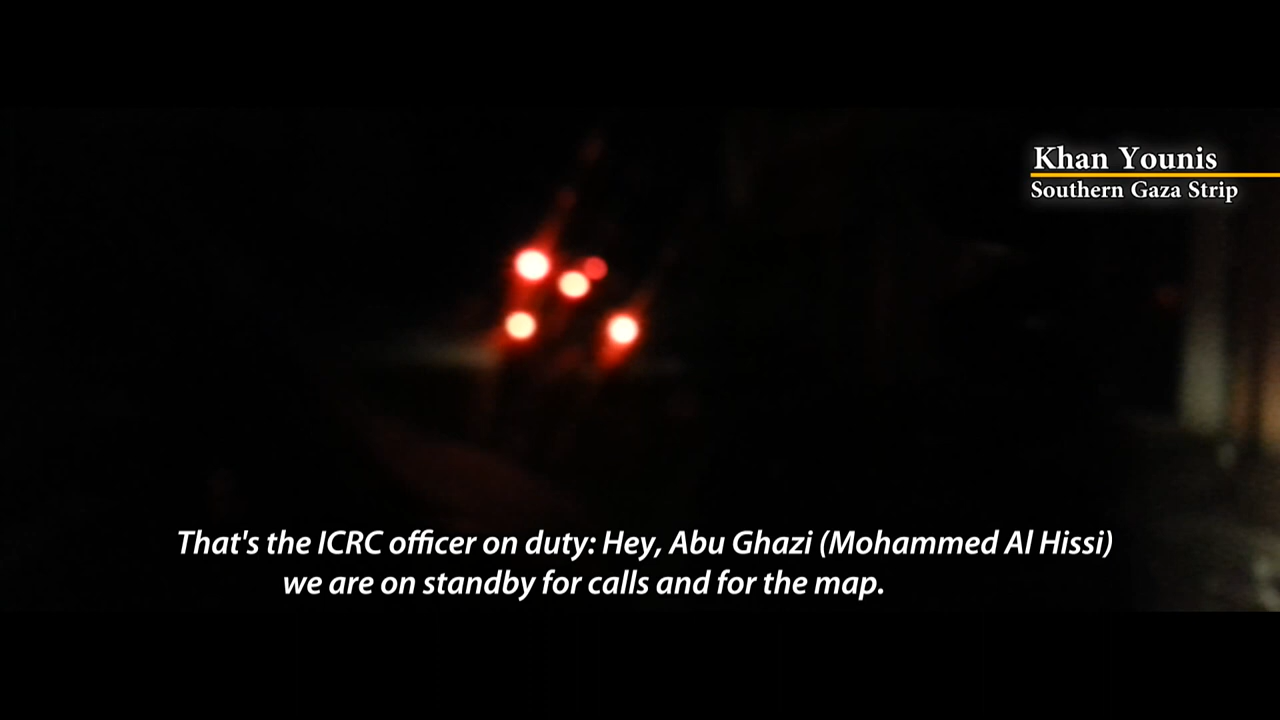 Khan Younis
Southern Gaza Strip
That's the ICRC officer on duty: Hey, Abu Ghazi (Mohammed Al Hissi)
we are on standby for calls and for the map.